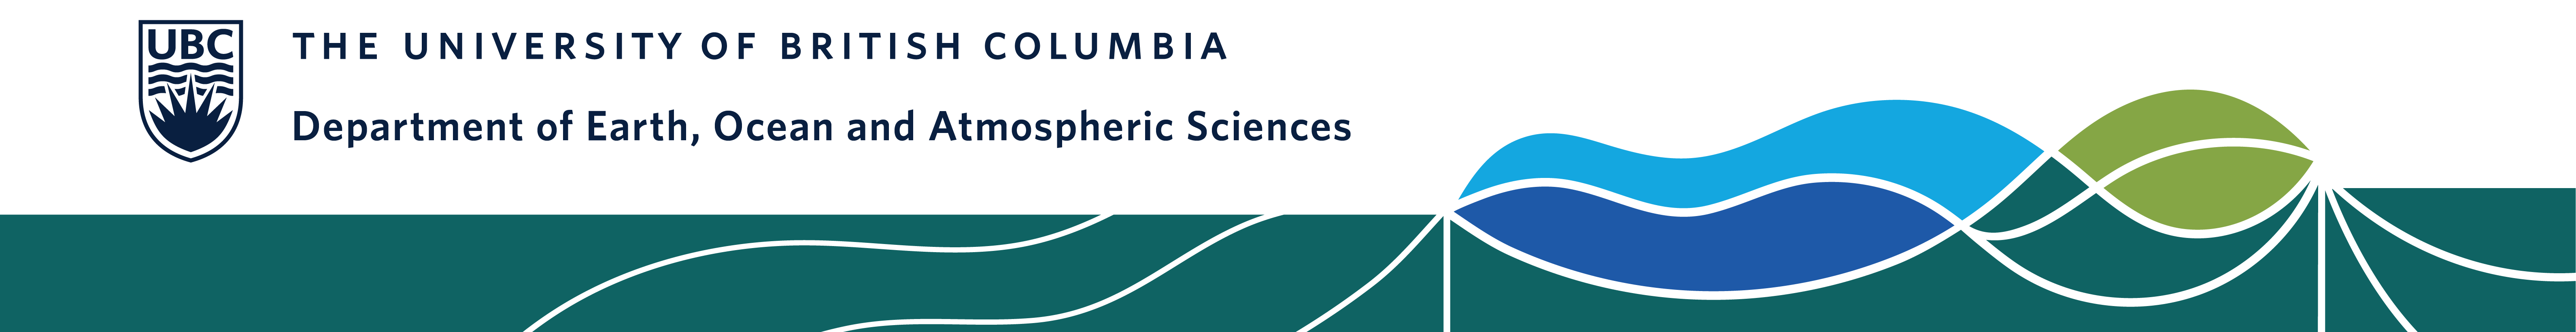 UBC
THE UNIVERSITY OF BRITISH COLUMBIA
Department of Earth, Ocean and Atmospheric Sciences